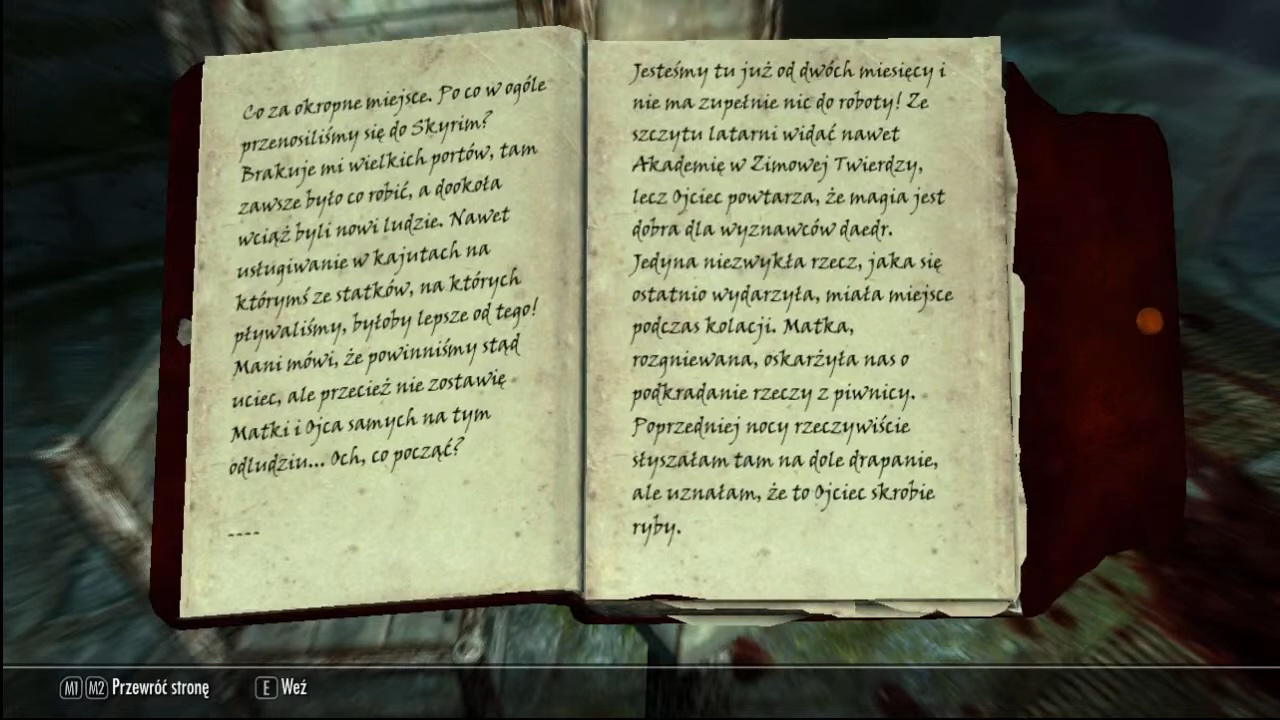 Co za okropne miejsce. Po co w ogóle
przenosiliśmy się do Skyrim?
Brakuje mi wielkich portów, tam
zawsze było co robić, a dookoła
wciąż byli nowi ludzie. Nawet
usługiwanie w kajutach na
którymś ze statków, na których
pływaliśmy, byłoby lepsze od tego!
Mani mówi, że powinniśmy stąd
uciec, ale przecież nie zostawię
Matki i Ojca samych na tym
odludziu... Och, co począć?
----
Jesteśmy tu już od dwóch miesięcy i
nie ma zupełnie nic do roboty! Ze
szczytu latarni widać nawet
Akademię w Zimowej Twierdzy,
lecz Ojciec powtarza, że magia jest
dobra dla wyznawców daedr.
Jedyna niezwykła rzecz, jaka się
ostatnio wydarzyła, miała miejsce
podczas kolacji. Matka,
rozgniewana, oskarżyła nas o
podkradanie rzeczy z piwnicy.
Poprzedniej nocy rzeczywiście
słyszałam tam na dole drapanie,
ale uznałam, że to Ojciec skrobie
ryby.
M1 M2 Przewróć stronę E Weź